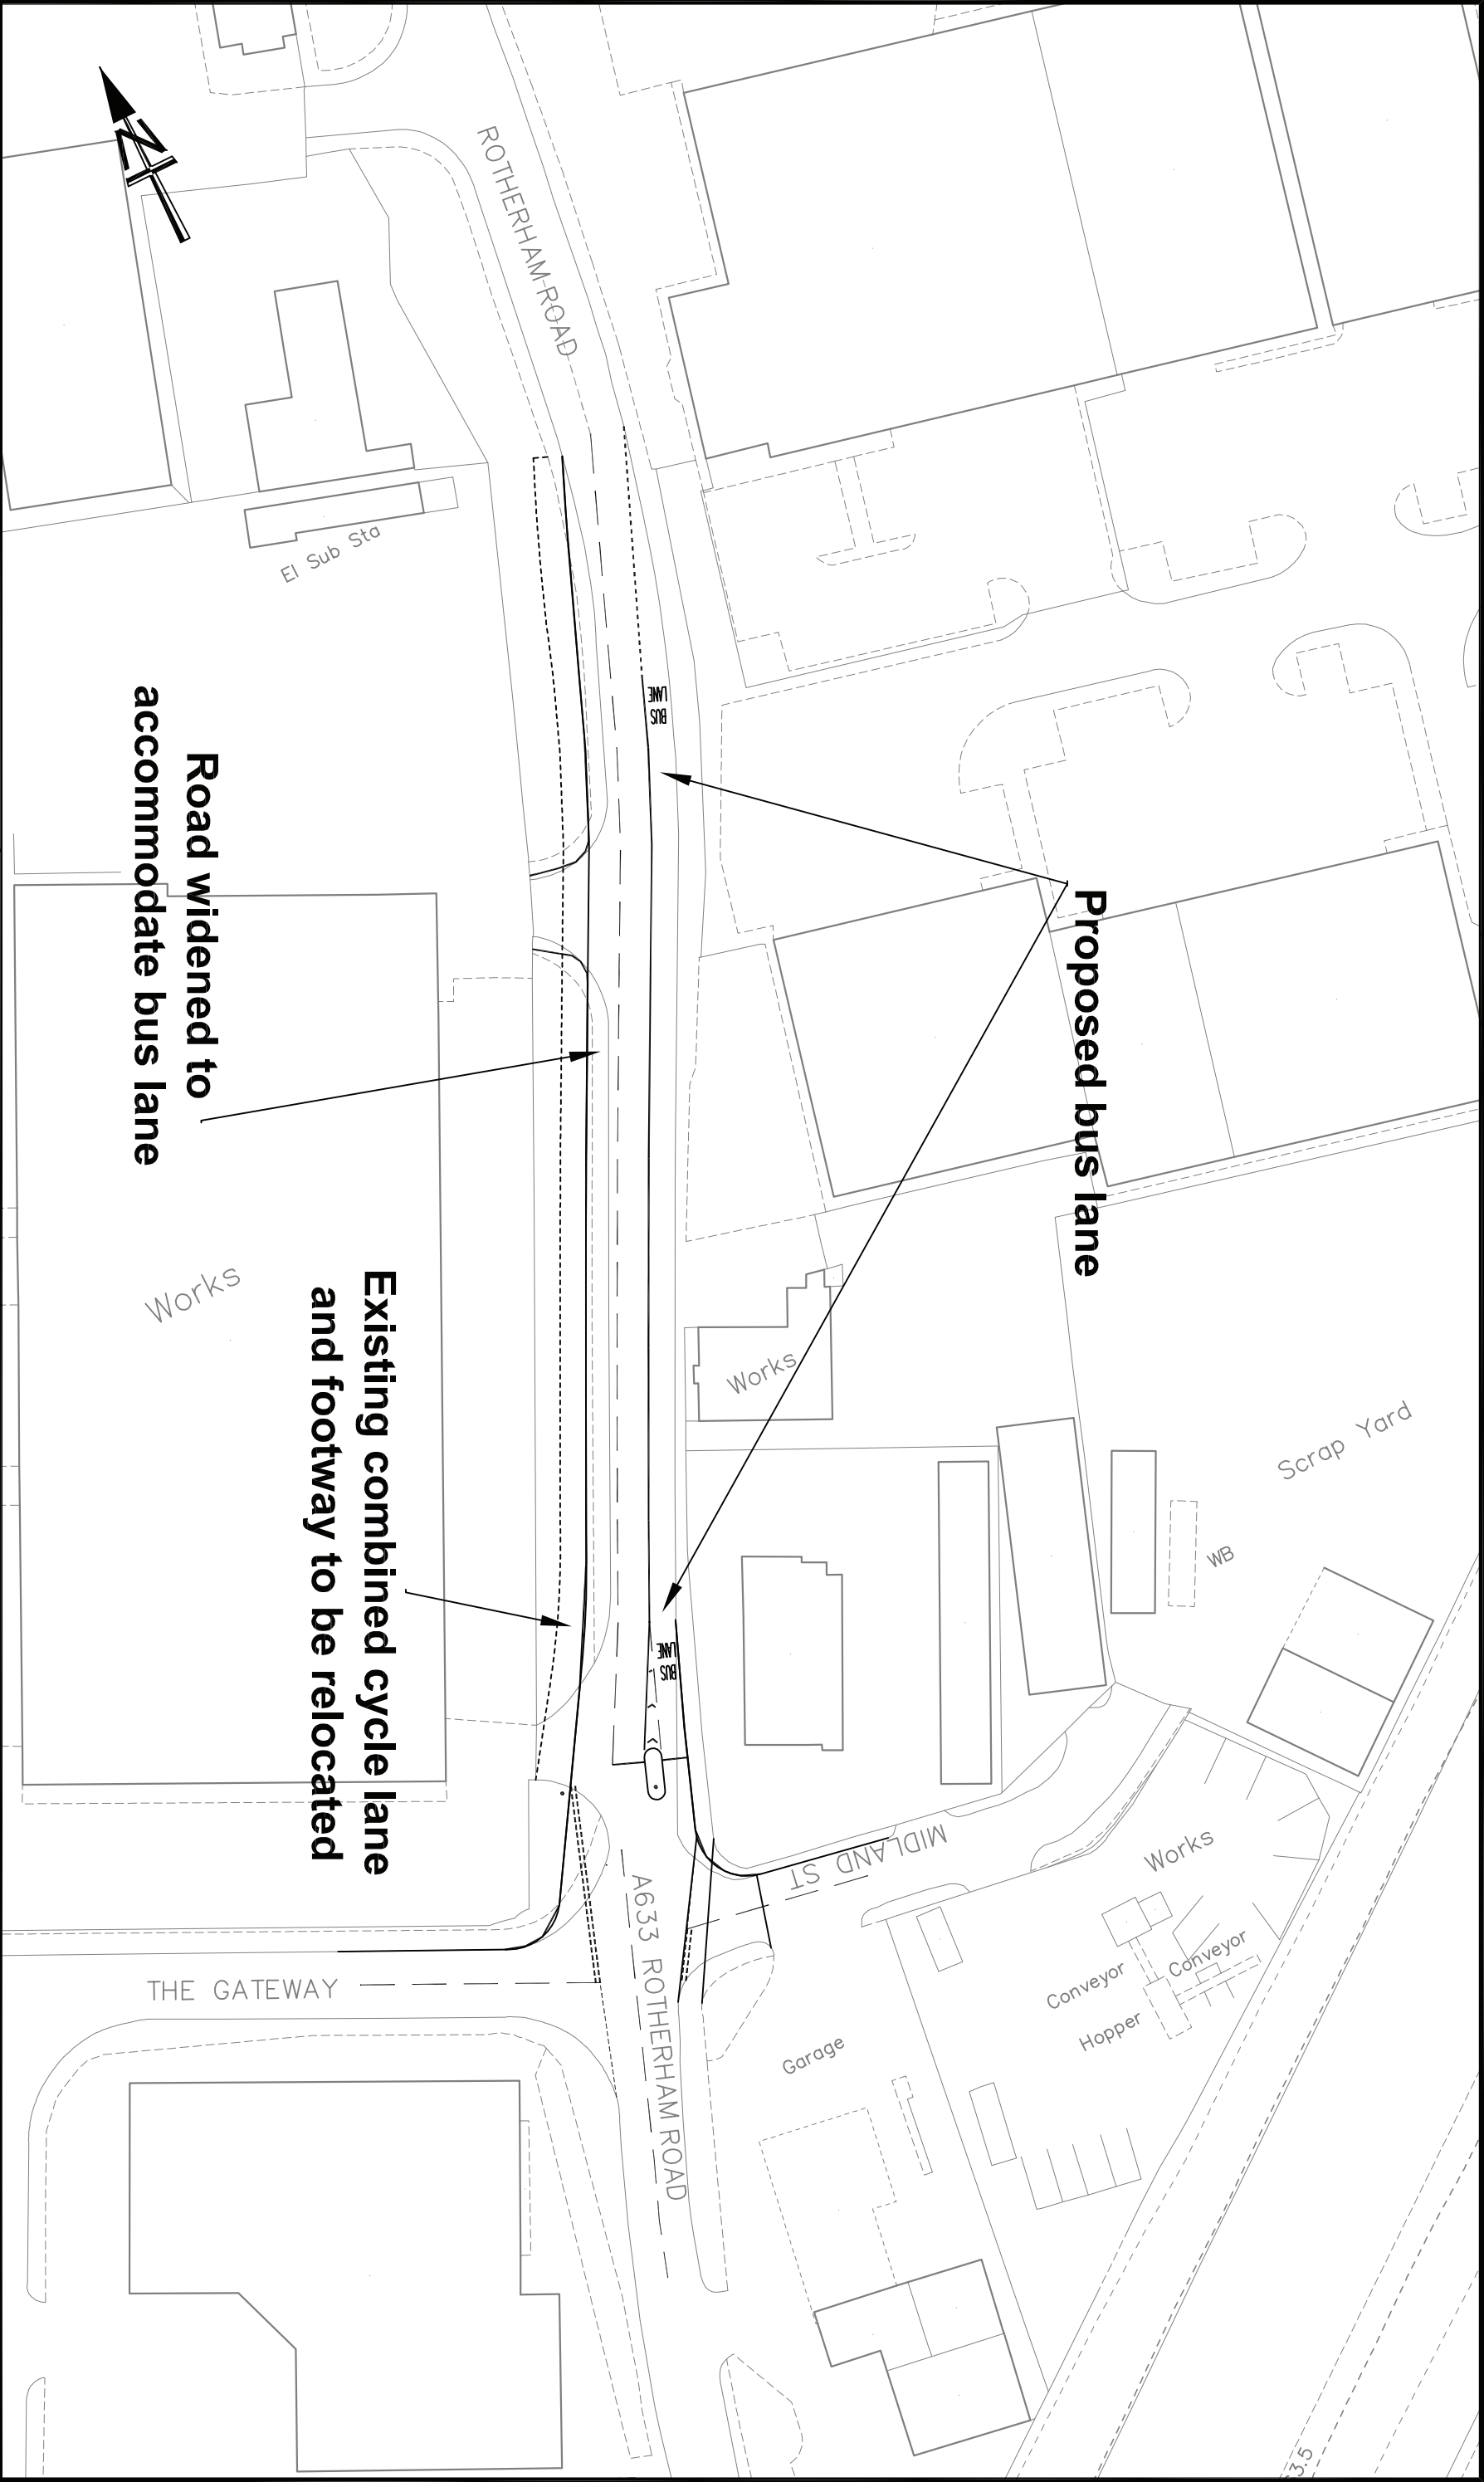 N
ROTHERHAM ROAD
El Sub Sta
BUS
LANE
Road widened to
accommodate bus lane
Proposed bus lane
Works
Existing combined cycle lane
and footway to be relocated
Works
Scrap Yard
WB
BUS
LANE
MIDLAND ST
Works
A633 ROTHERHAM ROAD
THE GATEWAY
Conveyor
Conveyor
Hopper
Garage